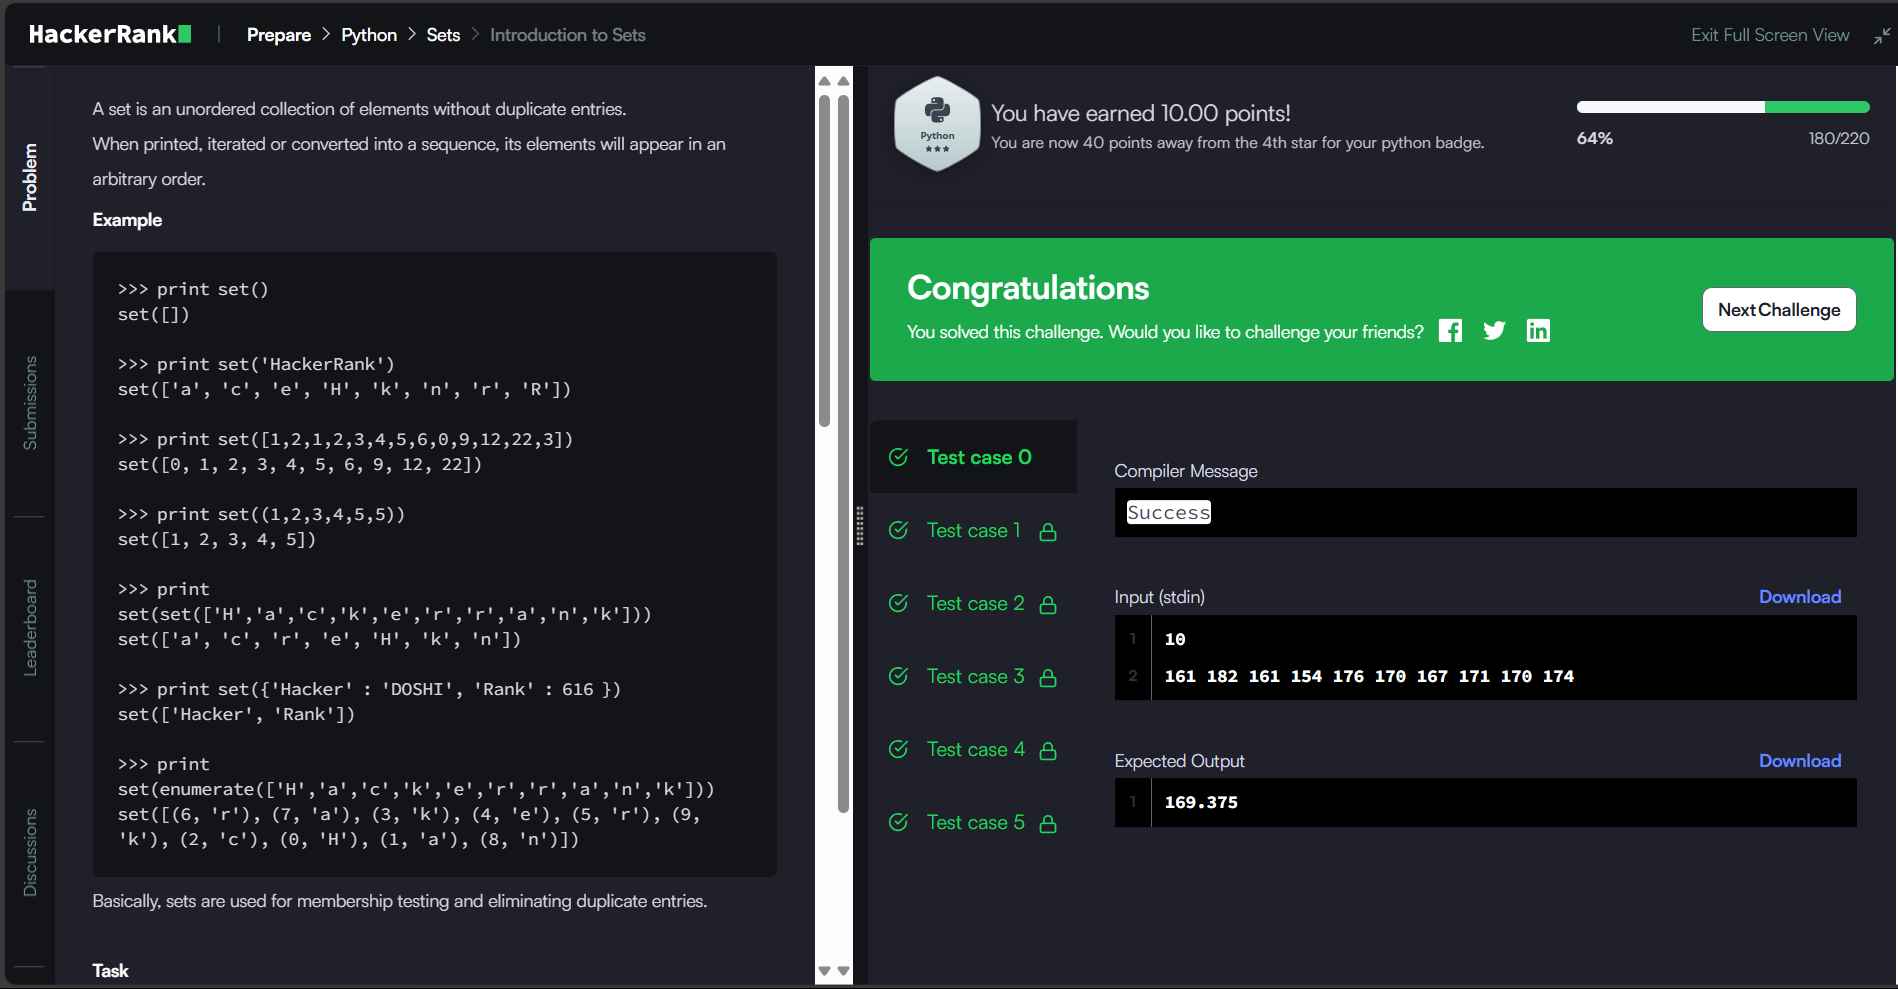 HackerRank
Prepare > Python > Sets > Introduction to Sets
Exit Full Screen View
Problem
Submissions
Leaderboard
Discussions
A set is an unordered collection of elements without duplicate entries.
When printed, iterated or converted into a sequence, its elements will appear in an
arbitrary order.
Example
>>> print set()
set([])
>>> print set('HackerRank')
set(['a', 'c', 'e', 'H', 'k', 'n', 'r', 'R'])
>>> print set([1,2,1,2,3,4,5,6,0,9,12,22,3])
set([0, 1, 2, 3, 4, 5, 6, 9, 12, 22])
>>> print set((1,2,3,4,5,5))
set([1, 2, 3, 4, 5])
>>> print
set(set(['H','a','c','k','e','r','r','a','n','k']))
set(['a', 'c', 'r', 'e', 'H', 'k', 'n'])
>>> print set({'Hacker' : 'DOSHI', 'Rank' : 616 })
set(['Hacker', 'Rank'])
>>> print
set(enumerate(['H','a','c','k','e','r','r','a','n','k']))
set([(6, 'r'), (7, 'a'), (3, 'k'), (4, 'e'), (5, 'r'), (9,
'k'), (2, 'c'), (0, 'H'), (1, 'a'), (8, 'n')])
Basically, sets are used for membership testing and eliminating duplicate entries.
Task
Python
You have earned 10.00 points!
You are now 40 points away from the 4th star for your python badge.
64%
180/220
Congratulations
You solved this challenge. Would you like to challenge your friends?
Next Challenge
Test case 0
Test case 1
Test case 2
Test case 3
Test case 4
Test case 5
Compiler Message
Success
Input (stdin)
Download
1 10
2 161 182 161 154 176 170 167 171 170 174
Expected Output
Download
1 169.375